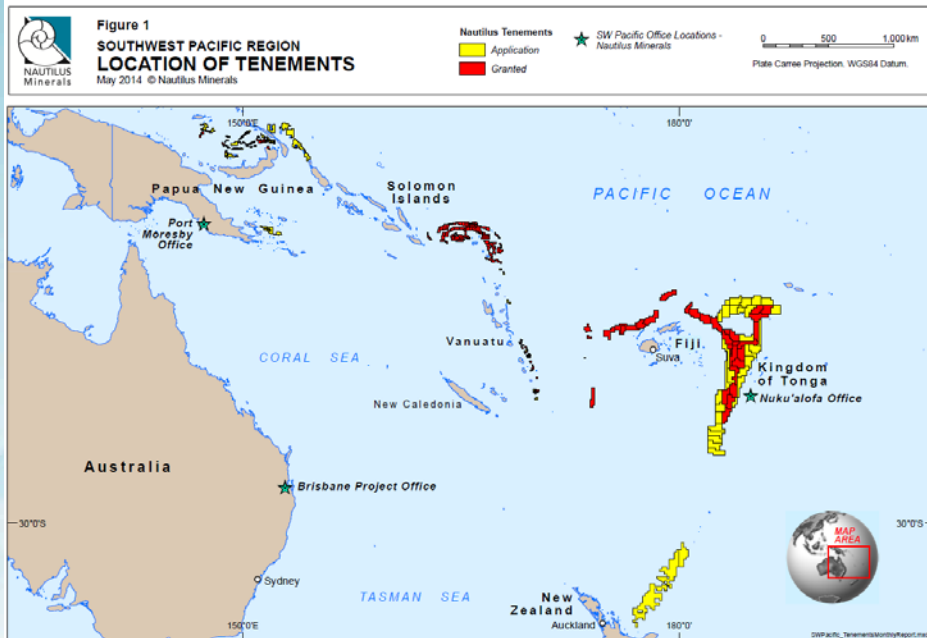 NAUTILUS
Minerals
Figure 1
SOUTHWEST PACIFIC REGION
LOCATION OF TENEMENTS
May 2014 © Nautilus Minerals
Nautilus Tenements
Application
Granted
SW Pacific Office Locations -
Nautilus Minerals
0 500 1,000 km
Plate Carree Projection. WGS84 Datum.
150°0'E
180°0'
Papua New Guinea
Solomon
Islands
PACIFIC OCEAN
Port
Moresby
Office
CORAL SEA
Vanuatu
Fiji
Suva
Kingdom
of Tonga
Nuku'alofa Office
New Caledonia
Australia
Brisbane Project Office
30°0'S
30°0'S
MAP
AREA
Sydney
TASMAN SEA
New
Zealand
Auckland
150°0'E
180°0'